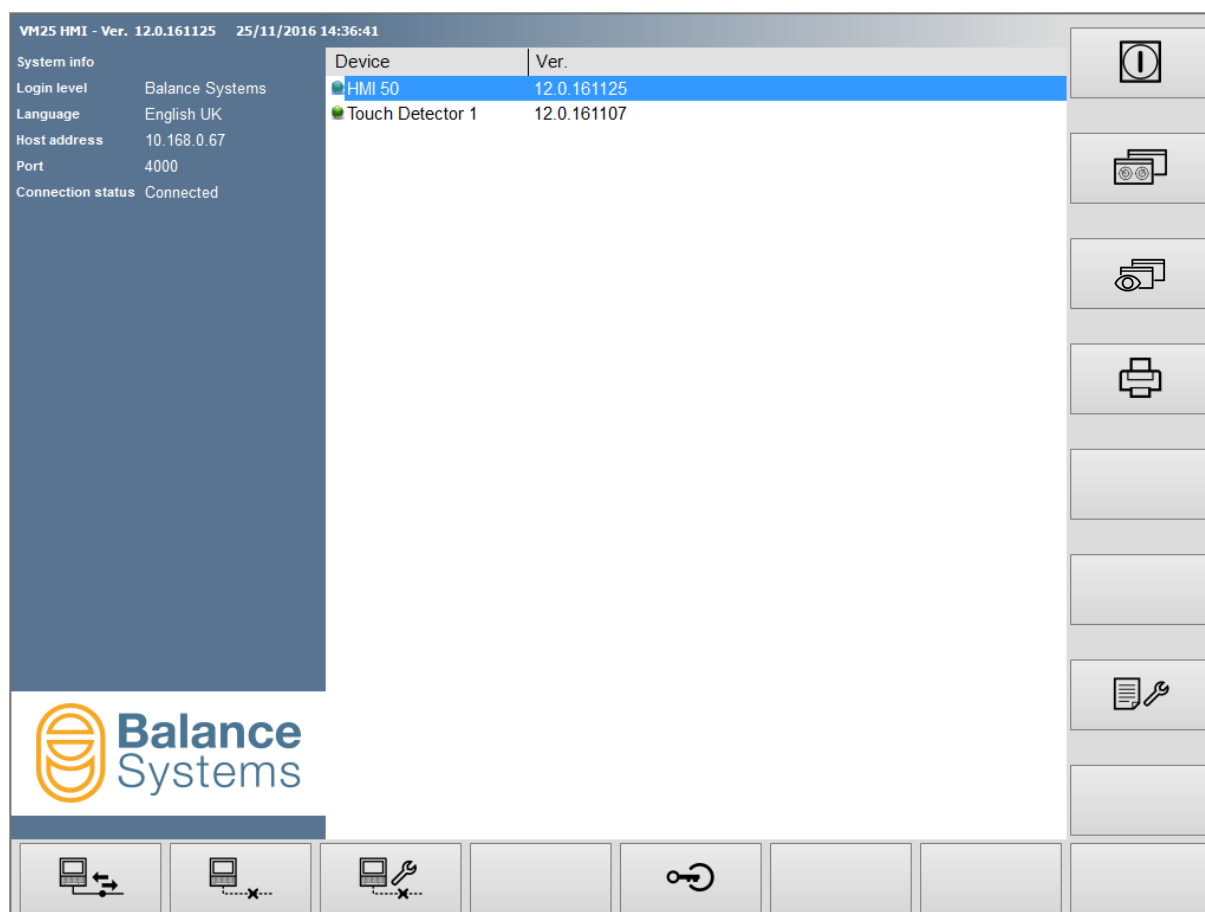 VM25 HMI - Ver. 12.0.161125 25/11/2016 14:36:41
System info
Login level Balance Systems
Language English UK
Host address 10.168.0.67
Port 4000
Connection status Connected
Device Ver.
HMI 50 12.0.161125
Touch Detector 1 12.0.161107
Balance
Systems